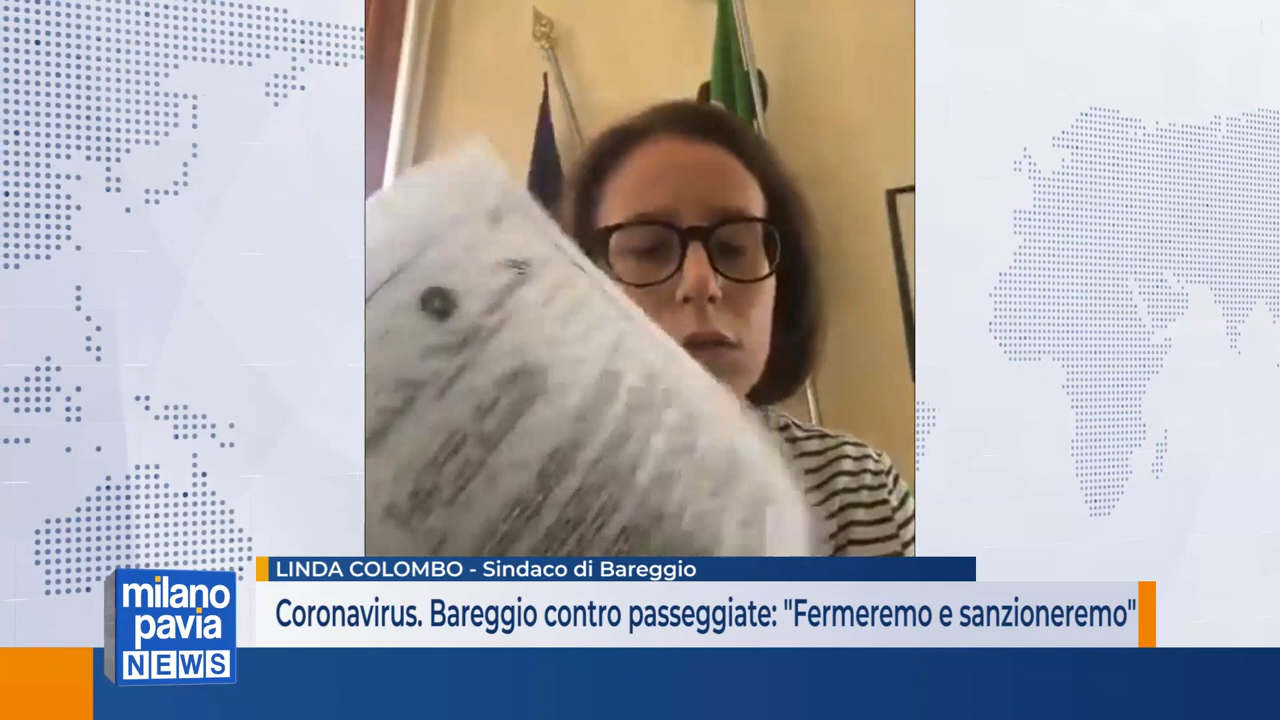 LINDA COLOMBO - Sindaco di Bareggio
Coronavirus. Bareggio contro passeggiate: "Fermeremo e sanzioneremo"
milano
pavia
NEWS